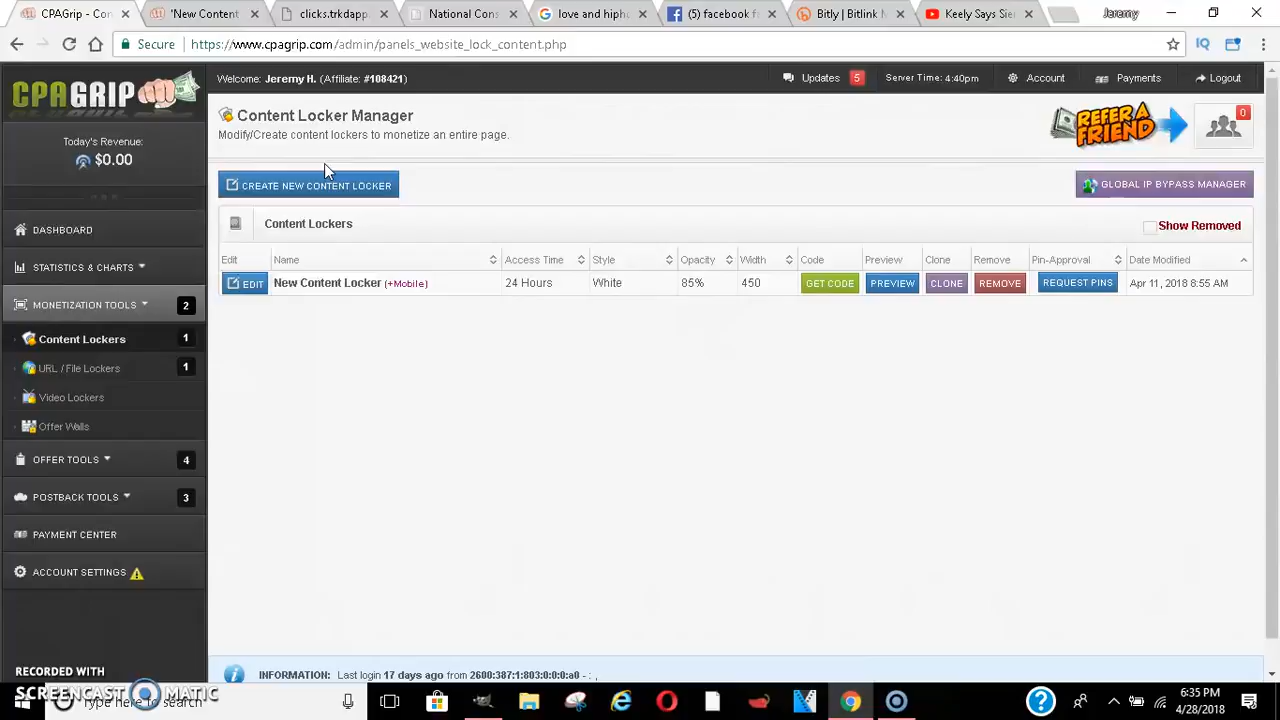 CPAGrip - Con
'New Content
clicks.trkdapp
National Cons
love and hiph
(5) facebook f
Bitly | Bitlink M
Keely Says Sie
Jeremy
Secure https://www.cpagrip.com/admin/panels_website_lock_content.php
CPAGRIP
Welcome: Jeremy H. (Affiliate: #108421)
Updates 5 Server Time: 4:40pm Account Payments Logout
Today's Revenue:
$0.00
Content Locker Manager
Modify/Create content lockers to monetize an entire page.
REFER A
FRIEND
0
CREATE NEW CONTENT LOCKER
GLOBAL IP BYPASS MANAGER
DASHBOARD
STATISTICS & CHARTS
MONETIZATION TOOLS 2
Content Lockers 1
URL / File Lockers 1
Video Lockers
Offer Walls
OFFER TOOLS 4
POSTBACK TOOLS 3
PAYMENT CENTER
ACCOUNT SETTINGS
Content Lockers
Show Removed
Edit Name Access Time Style Opacity Width Code Preview Clone Remove Pin-Approval Date Modified
EDIT New Content Locker (+Mobile) 24 Hours White 85% 450 GET CODE PREVIEW CLONE REMOVE REQUEST PINS Apr 11, 2018 8:55 AM
INFORMATION: Last login 17 days ago from 2600:387:1:803:0:0:0:a0 - : ,
RECORDED WITH
SCREENCAST MATIC
Type here to search
6:35 PM
4/28/2018